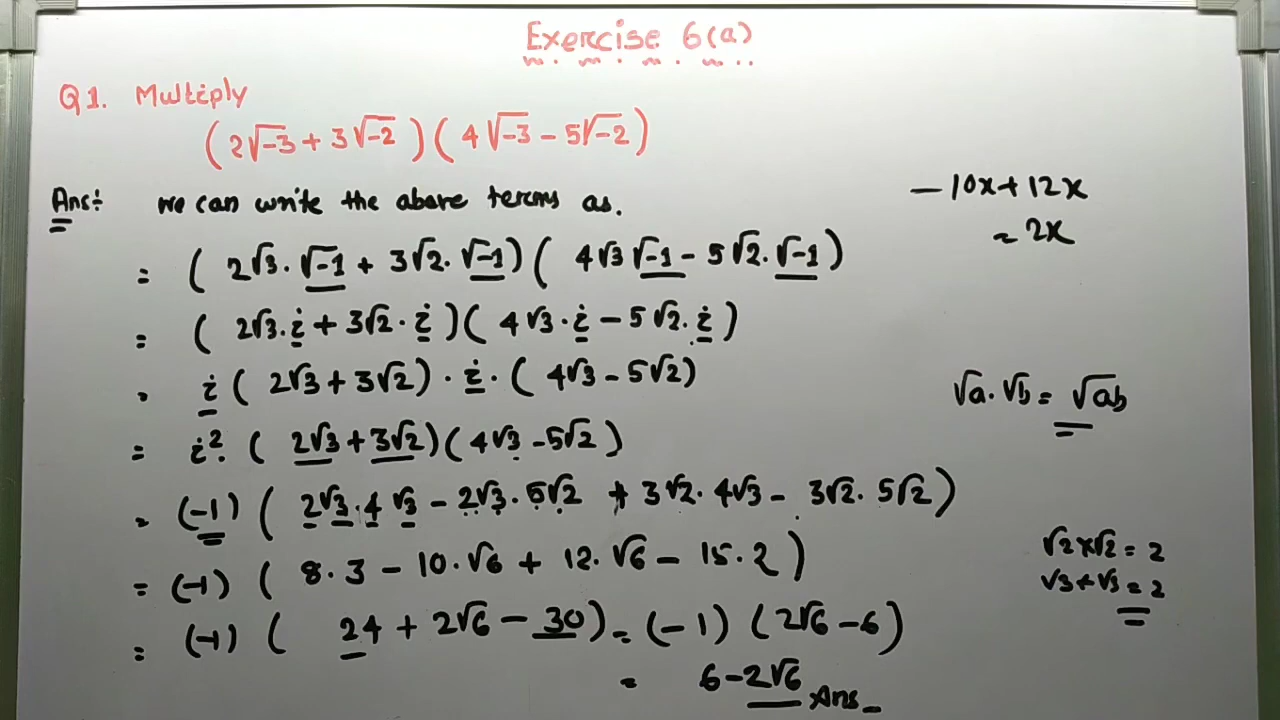 Exercise 6(a)
Q1. Multiply
(2√-3 + 3√-2)(4√-3 - 5√-2)
Ans: we can write the above terms as.
= (2√3.√-1 + 3√2.√-1)(4√3 √-1 - 5√2.√-1)
= (2√3.i + 3√2.i)(4√3.i - 5√2.i)
= i(2√3 + 3√2).i.(4√3 - 5√2)
= i².(2√3 + 3√2)(4√3 - 5√2)
= (-1)(2√3.4√3 - 2√3.5√2 + 3√2.4√3 - 3√2.5√2)
= (-1)(8.3 - 10.√6 + 12.√6 - 15.2)
= (-1)(24 + 2√6 - 30) = (-1)(2√6 - 6)
= 6 - 2√6 Ans_
- 10x + 12x
= 2x
√a.√b = √ab
√2 x √2 = 2
√3 + √3 = 2